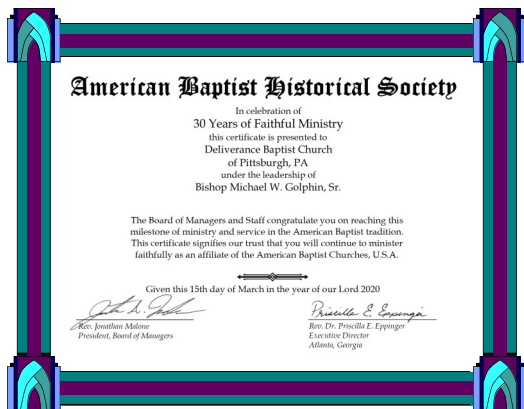 American Baptist Historical Society
In celebration of
30 Years of Faithful Ministry
this certificate is presented to
Deliverance Baptist Church
of Pittsburgh, PA
under the leadership of
Bishop Michael W. Golphin, Sr.
The Board of Managers and Staff congratulate you on reaching this
milestone of ministry and service in the American Baptist tradition.
This certificate signifies our trust that you will continue to minister
faithfully as an affiliate of the American Baptist Churches, U.S.A.
Given this 15th day of March in the year of our Lord 2020
Priscilla E. Eppinger
Rev. Jonathan Malone
President, Board of Managers
Rev. Dr. Priscilla E. Eppinger
Executive Director
Atlanta, Georgia